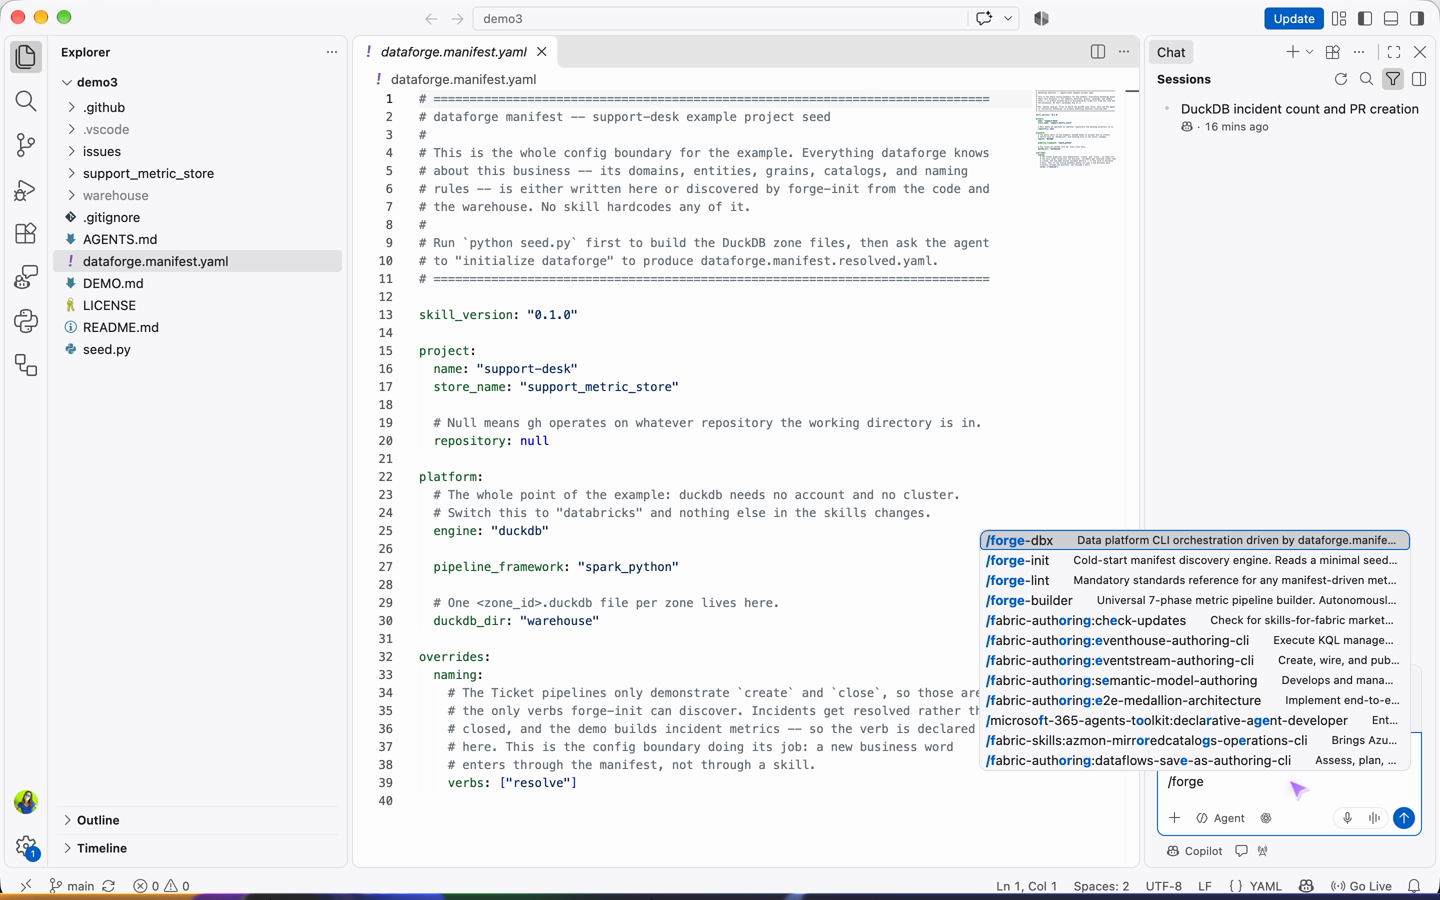 demo3
Update
Explorer
demo3
.github
.vscode
issues
support_metric_store
warehouse
.gitignore
AGENTS.md
dataforge.manifest.yaml
DEMO.md
LICENSE
README.md
seed.py
Outline
Timeline
1
! dataforge.manifest.yaml
! dataforge.manifest.yaml
1 # =============================================================================
2 # dataforge manifest -- support-desk example project seed
3 #
4 # This is the whole config boundary for the example. Everything dataforge knows
5 # about this business -- its domains, entities, grains, catalogs, and naming
6 # rules -- is either written here or discovered by forge-init from the code and
7 # the warehouse. No skill hardcodes any of it.
8 #
9 # Run `python seed.py` first to build the DuckDB zone files, then ask the agent
10 # to "initialize dataforge" to produce dataforge.manifest.resolved.yaml.
11 # =============================================================================
12
13 skill_version: "0.1.0"
14
15 project:
16 name: "support-desk"
17 store_name: "support_metric_store"
18
19 # Null means gh operates on whatever repository the working directory is in.
20 repository: null
21
22 platform:
23 # The whole point of the example: duckdb needs no account and no cluster.
24 # Switch this to "databricks" and nothing else in the skills changes.
25 engine: "duckdb"
26
27 pipeline_framework: "spark_python"
28
29 # One <zone_id>.duckdb file per zone lives here.
30 duckdb_dir: "warehouse"
31
32 overrides:
33 naming:
34 # The Ticket pipelines only demonstrate `create` and `close`, so those are
35 # the only verbs forge-init can discover. Incidents get resolved rather th
36 # closed, and the demo builds incident metrics -- so the verb is declared
37 # here. This is the config boundary doing its job: a new business word
38 # enters through the manifest, not through a skill.
39 verbs: ["resolve"]
40
Chat
Sessions
DuckDB incident count and PR creation
· 16 mins ago
/forge-dbx Data platform CLI orchestration driven by dataforge.manife...
/forge-init Cold-start manifest discovery engine. Reads a minimal seed...
/forge-lint Mandatory standards reference for any manifest-driven met...
/forge-builder Universal 7-phase metric pipeline builder. Autonomousl...
/fabric-authoring:check-updates Check for skills-for-fabric market...
/fabric-authoring:eventhouse-authoring-cli Execute KQL manage...
/fabric-authoring:eventstream-authoring-cli Create, wire, and pub...
/fabric-authoring:semantic-model-authoring Develops and mana...
/fabric-authoring:e2e-medallion-architecture Implement end-to-e...
/microsoft-365-agents-toolkit:declarative-agent-developer Ent...
/fabric-skills:azmon-mirroredcatalogs-operations-cli Brings Azu...
/fabric-authoring:dataflows-save-as-authoring-cli Assess, plan, ...
/forge
Agent
Copilot
main
0 0
Ln 1, Col 1 Spaces: 2 UTF-8 LF { } YAML Go Live